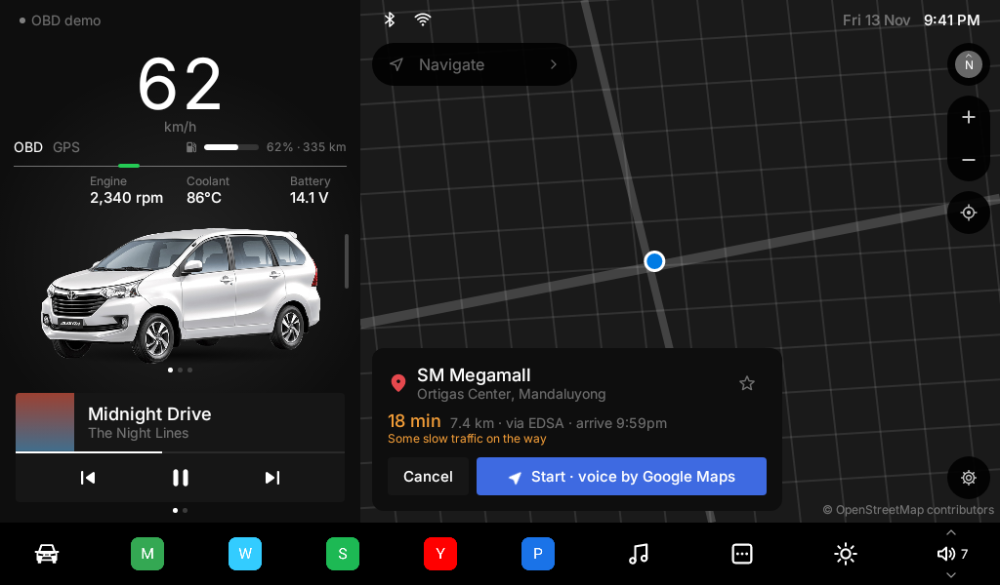 OBD demo
62
km/h
OBD GPS
62% · 335 km
Engine
2,340 rpm
Coolant
86°C
Battery
14.1 V
Midnight Drive
The Night Lines
Fri 13 Nov 9:41 PM
Navigate
N
SM Megamall
Ortigas Center, Mandaluyong
18 min 7.4 km · via EDSA · arrive 9:59pm
Some slow traffic on the way
Cancel
Start · voice by Google Maps
© OpenStreetMap contributors
M
W
S
Y
P
7